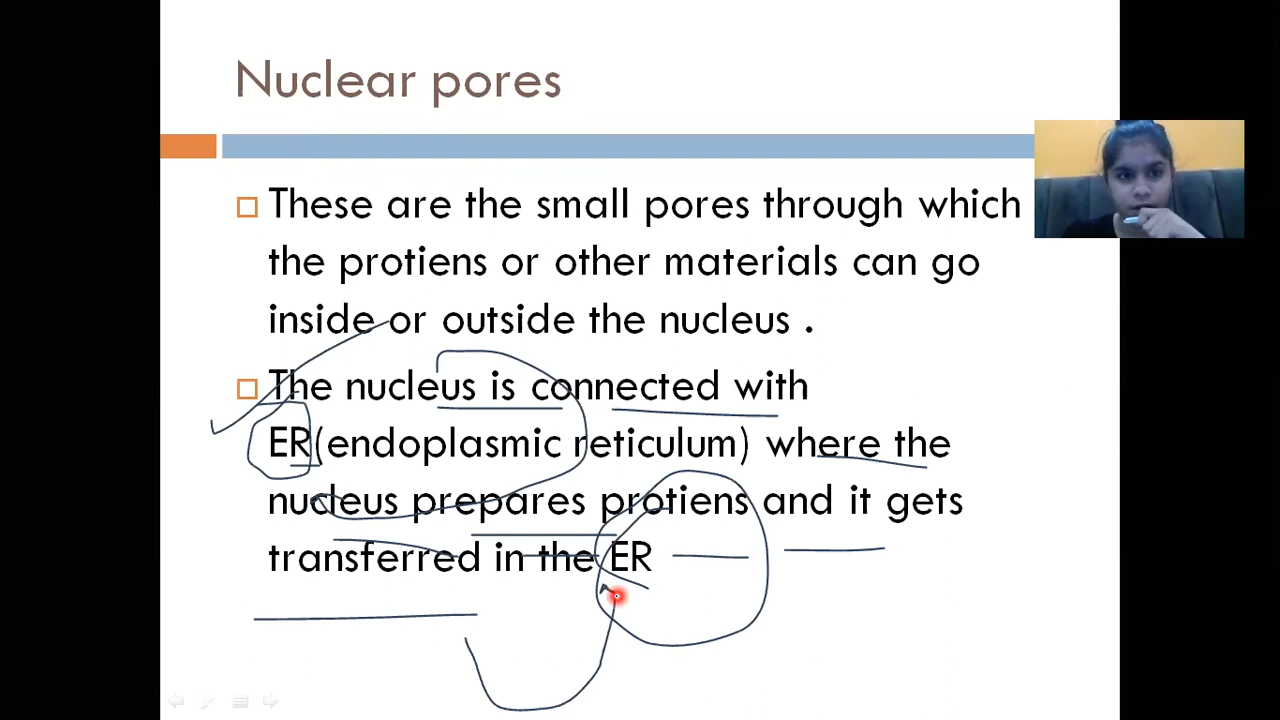 Nuclear pores
These are the small pores through which
the protiens or other materials can go
inside or outside the nucleus .
The nucleus is connected with
ER(endoplasmic reticulum) where the
nucleus prepares protiens and it gets
transferred in the ER